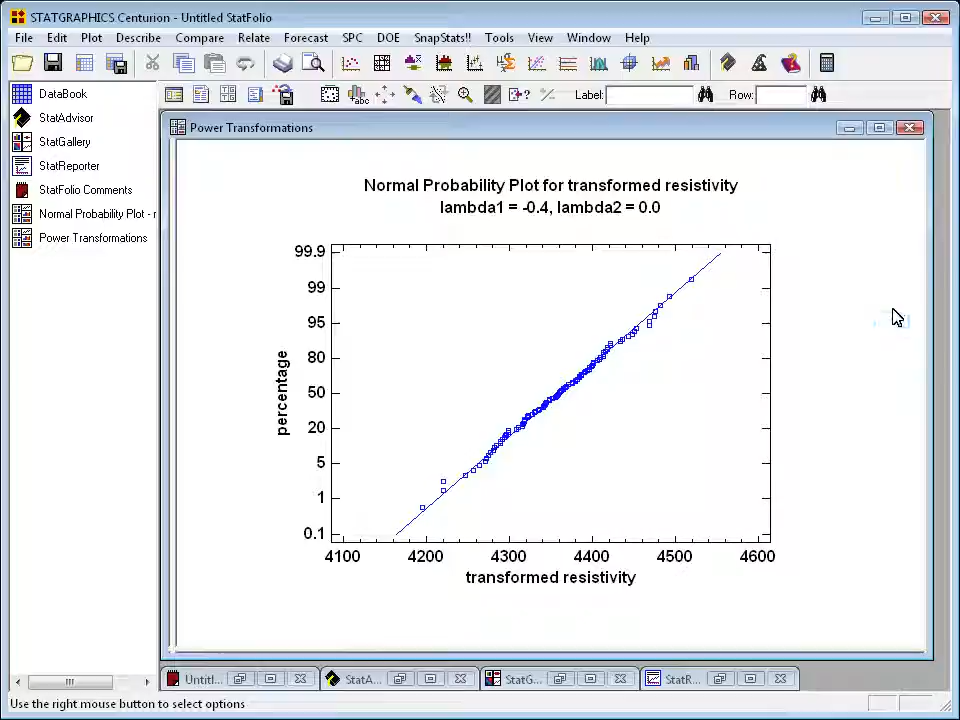 STATGRAPHICS Centurion - Untitled StatFolio
File Edit Plot Describe Compare Relate Forecast SPC DOE SnapStats!! Tools View Window Help
abc Label: Row:
DataBook
StatAdvisor
StatGallery
StatReporter
StatFolio Comments
Normal Probability Plot - r
Power Transformations
Power Transformations
Normal Probability Plot for transformed resistivity
lambda1 = -0.4, lambda2 = 0.0
99.9
99
95
80
50
20
5
1
0.1
percentage
4100 4200 4300 4400 4500 4600
transformed resistivity
Untitl... StatA... StatG... StatR...
Use the right mouse button to select options